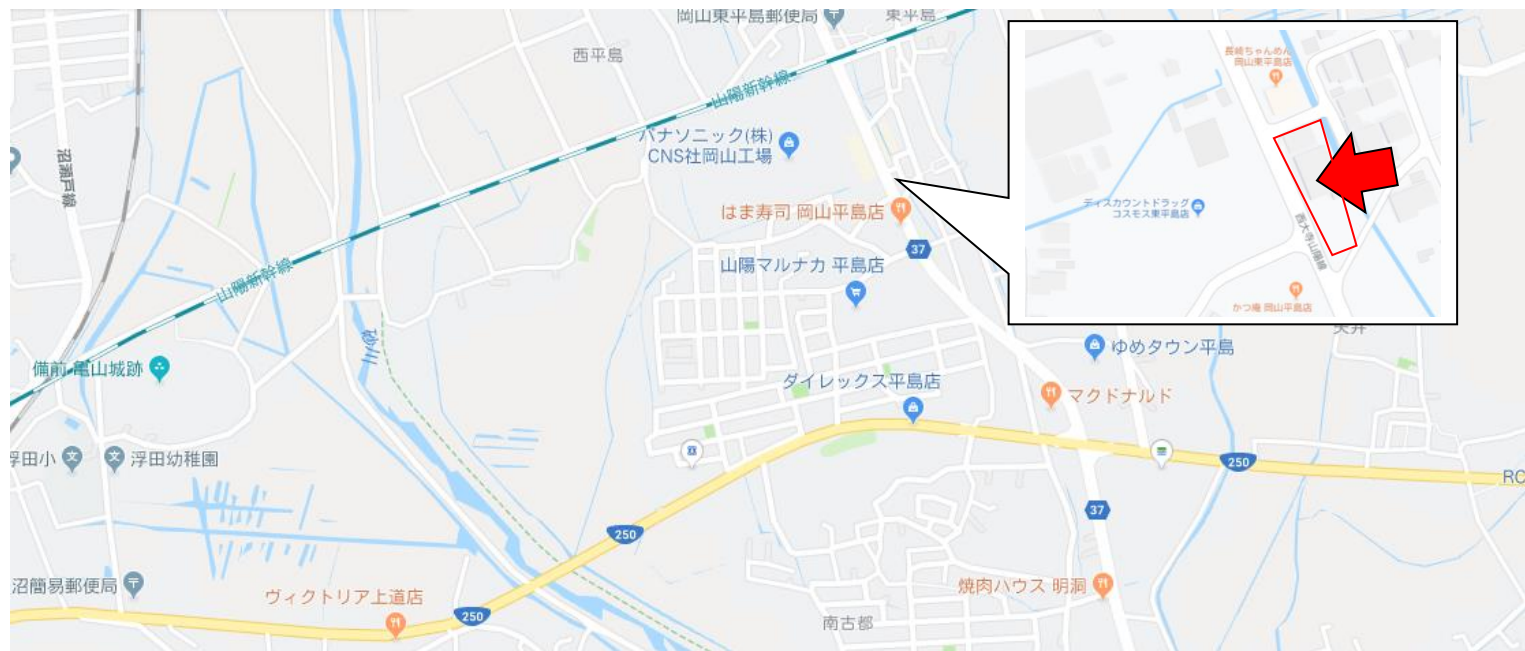 岡山東平島郵便局
東平島
西平島
山陽新幹線
パナソニック(株)
CNS社岡山工場
沼瀬戸線
はま寿司 岡山平島店
37
山陽マルナカ 平島店
山陽新幹線
砂川
備前 亀山城跡
ゆめタウン平島
ダイレックス平島店
マクドナルド
浮田小
浮田幼稚園
250
RC
37
250
沼簡易郵便局
ヴィクトリア上道店
250
焼肉ハウス 明洞
南古都
長崎ちゃんめん
岡山東平島店
ディスカウントドラッグ
コスモス東平島店
西大寺山陽線
かつ庵 岡山平島店